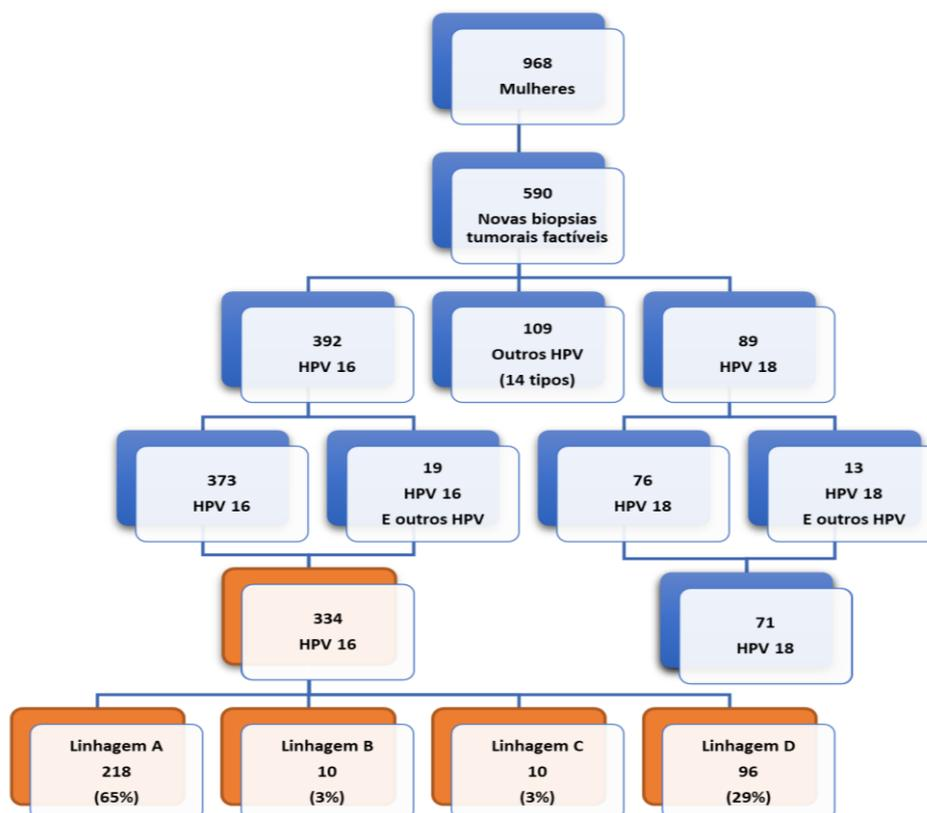 968
Mulheres
590
Novas biopsias
tumorais factíveis
392
HPV 16
109
Outros HPV
(14 tipos)
89
HPV 18
373
HPV 16
19
HPV 16
E outros HPV
76
HPV 18
13
HPV 18
E outros HPV
334
HPV 16
71
HPV 18
Linhagem A
218
(65%)
Linhagem B
10
(3%)
Linhagem C
10
(3%)
Linhagem D
96
(29%)